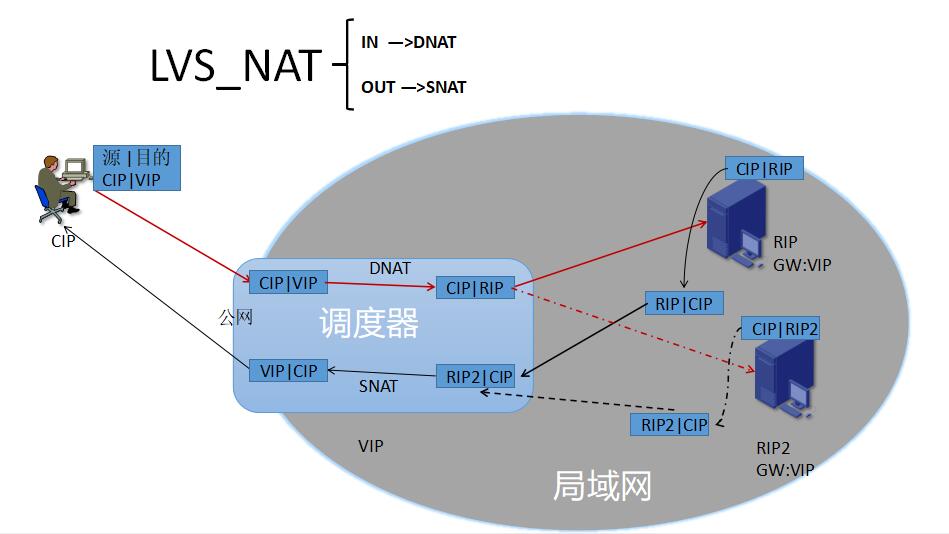 LVS_NAT
IN —>DNAT
OUT —>SNAT
源 |目的
CIP|VIP
CIP
CIP|VIP
DNAT
CIP|RIP
公网
调度器
VIP|CIP
SNAT
RIP2|CIP
VIP
CIP|RIP
RIP
GW:VIP
RIP|CIP
CIP|RIP2
RIP2|CIP
RIP2
GW:VIP
局域网